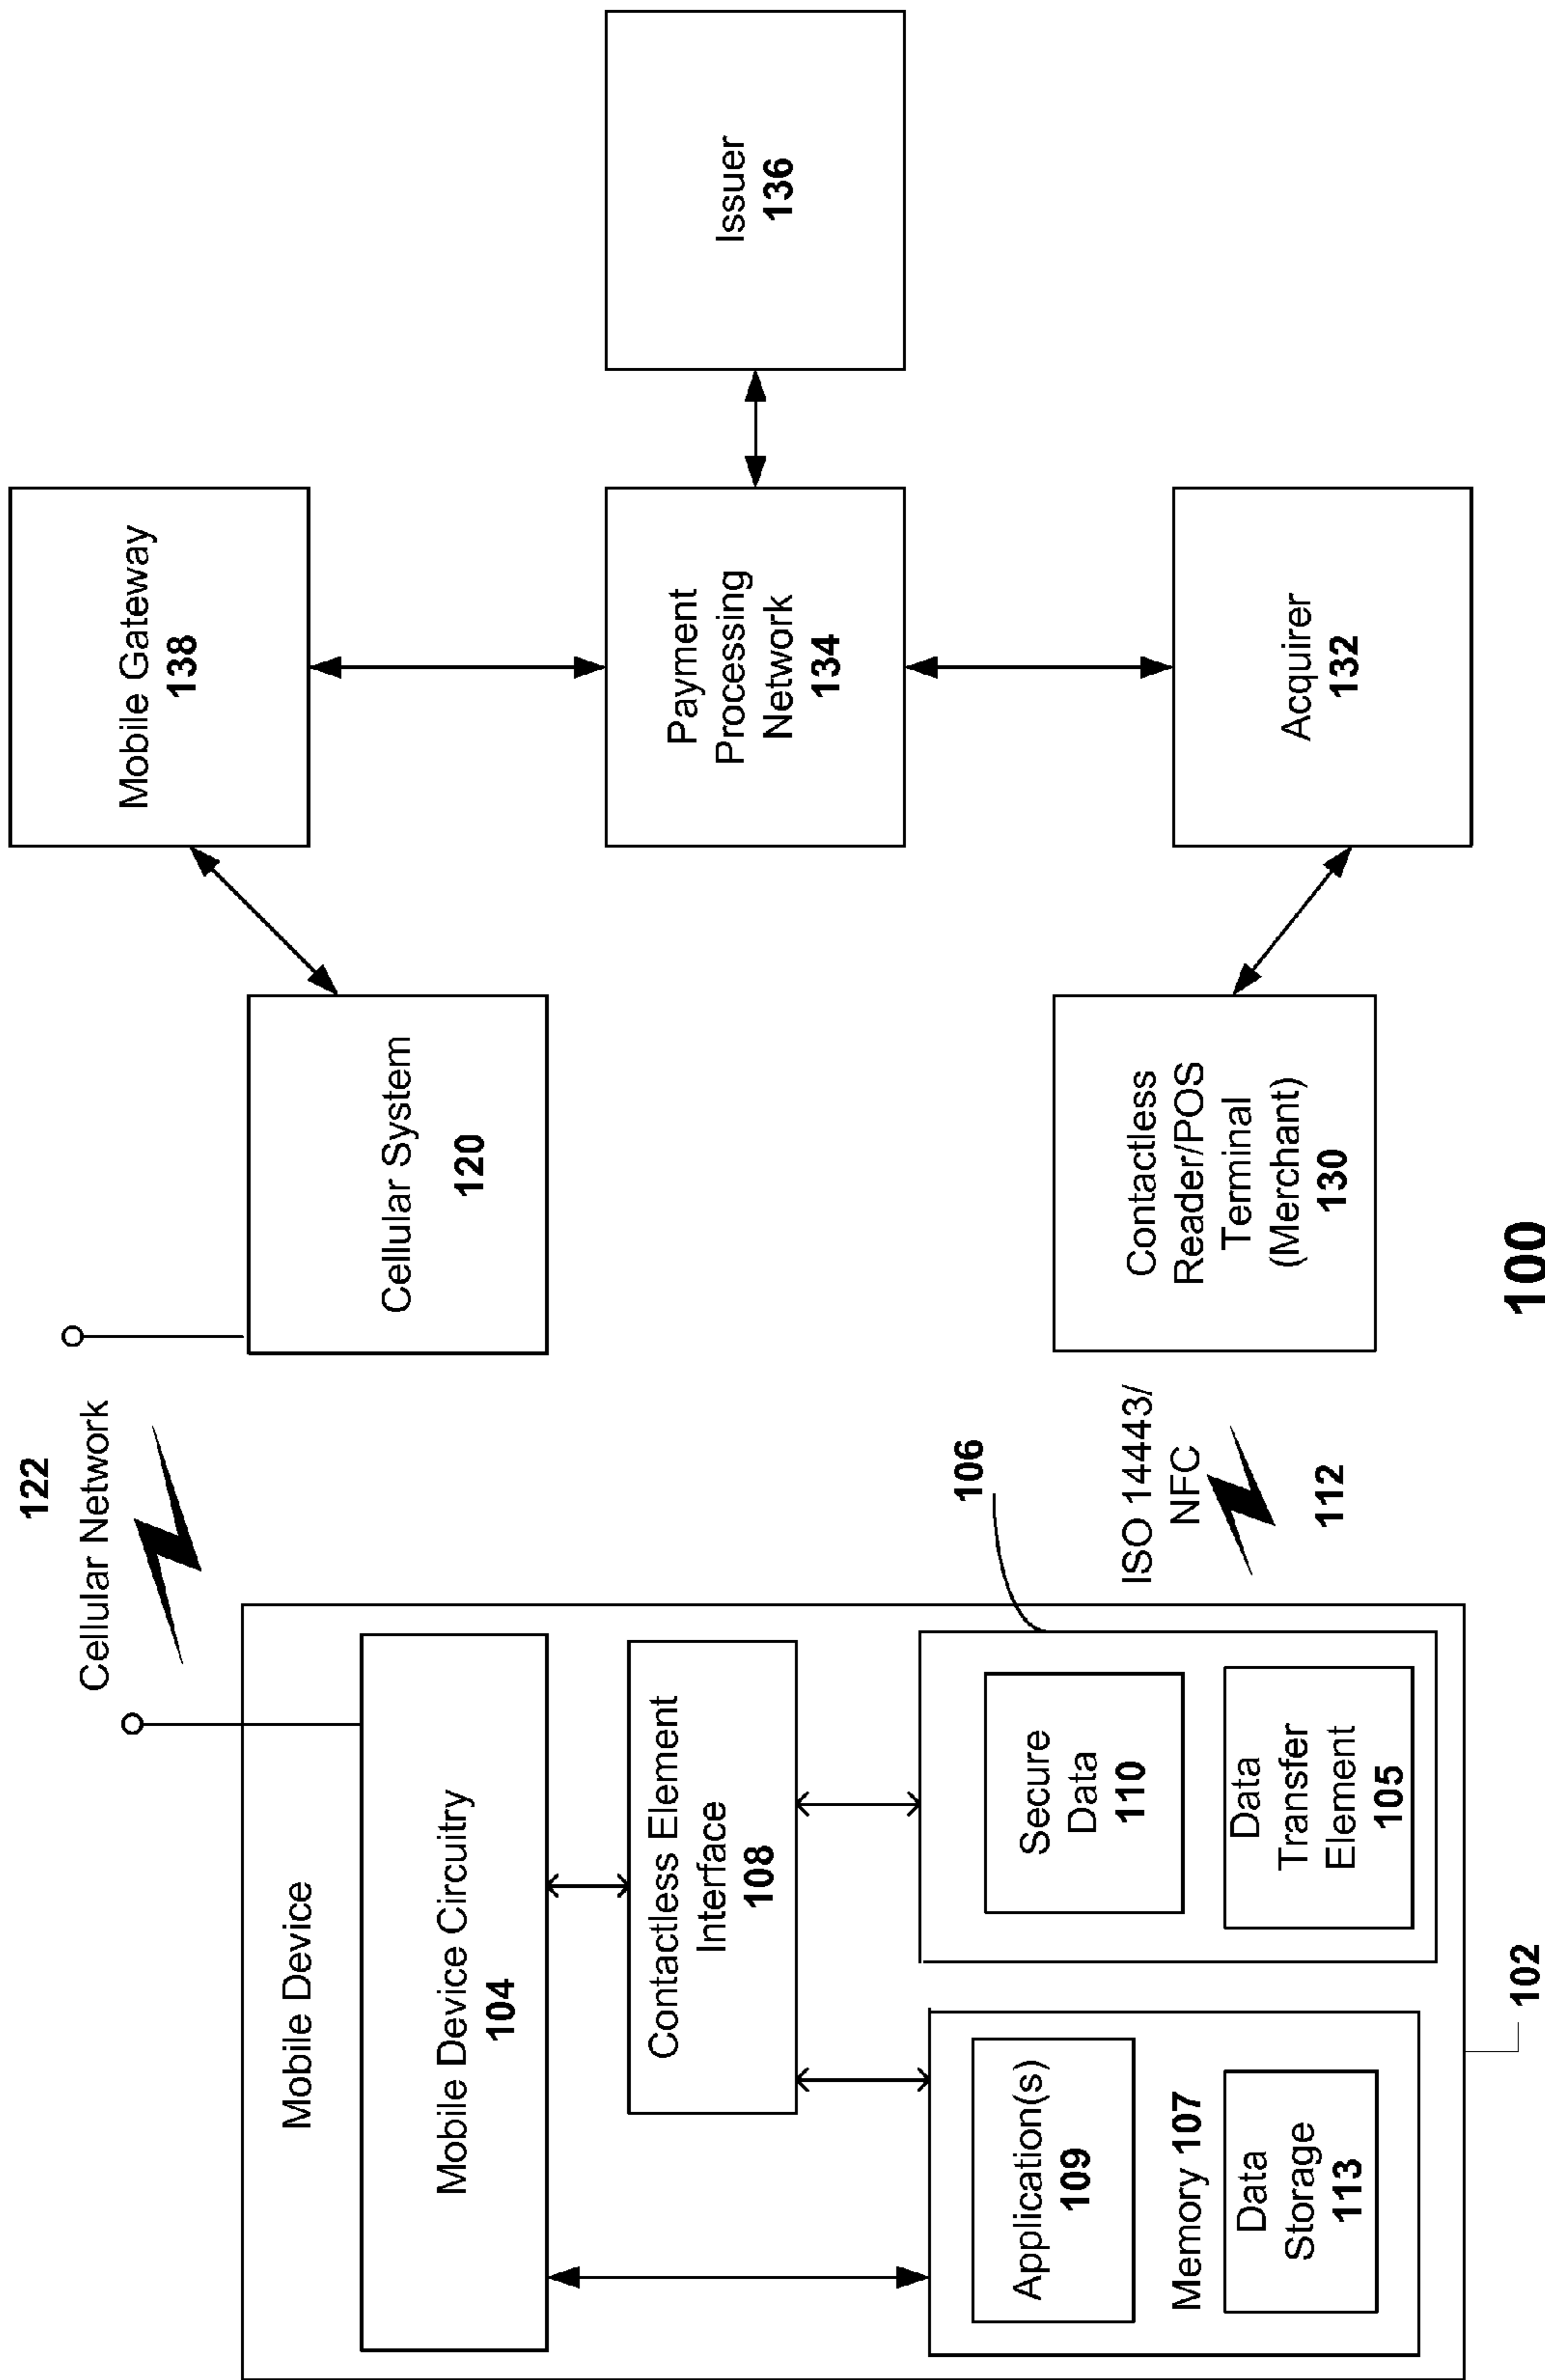 122
Cellular Network
Mobile Device
Mobile Device Circuitry
104
Contactless Element
Interface
108
Application(s)
109
Memory 107
Data
Storage
113
Secure
Data
110
Data
Transfer
Element
105
106
102
ISO 14443/
NFC
112
Cellular System
120
Contactless
Reader/POS
Terminal
(Merchant)
130
Mobile Gateway
138
Payment
Processing
Network
134
Acquirer
132
Issuer
136
100